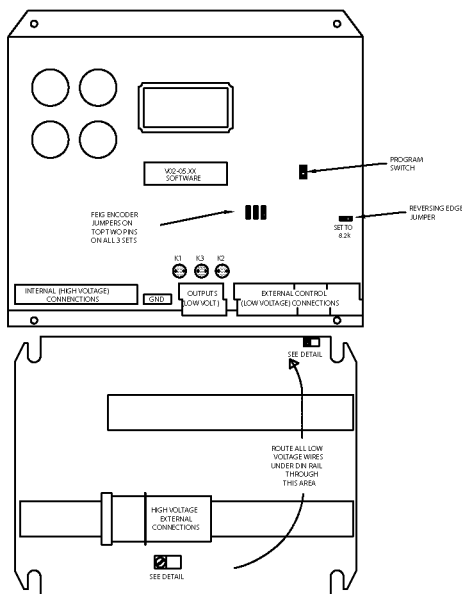 V02-05.XX
SOFTWARE
PROGRAM
SWITCH
FEIG ENCODER
JUMPERS ON
TOP TWO PINS
ON ALL 3 SETS
REVERSING EDGE
JUMPER
SET TO
8.2k
K1
K3
K2
INTERNAL (HIGH VOLTAGE)
CONNENCTIONS
GND
OUTPUTS
(LOW VOLT)
EXTERNAL CONTROL
(LOW VOLTAGE) CONNECTIONS
SEE DETAIL
ROUTE ALL LOW
VOLTAGE WIRES
UNDER DIN RAIL
THROUGH
THIS AREA
HIGH VOLTAGE
EXTERNAL
CONNECTIONS
SEE DETAIL